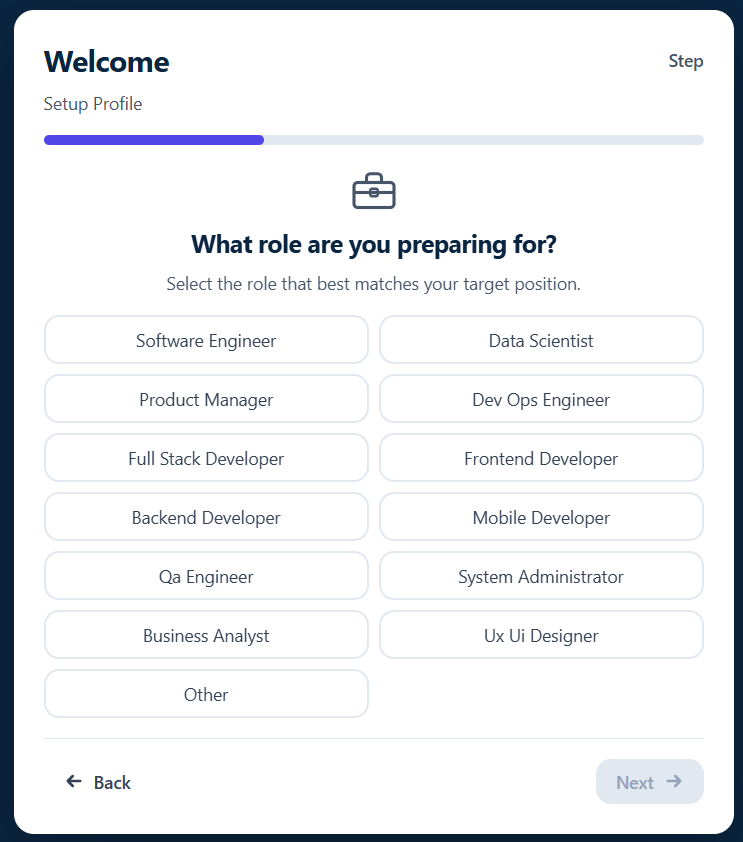 Welcome
Step
Setup Profile
What role are you preparing for?
Select the role that best matches your target position.
Software Engineer
Data Scientist
Product Manager
Dev Ops Engineer
Full Stack Developer
Frontend Developer
Backend Developer
Mobile Developer
Qa Engineer
System Administrator
Business Analyst
Ux Ui Designer
Other
Back
Next